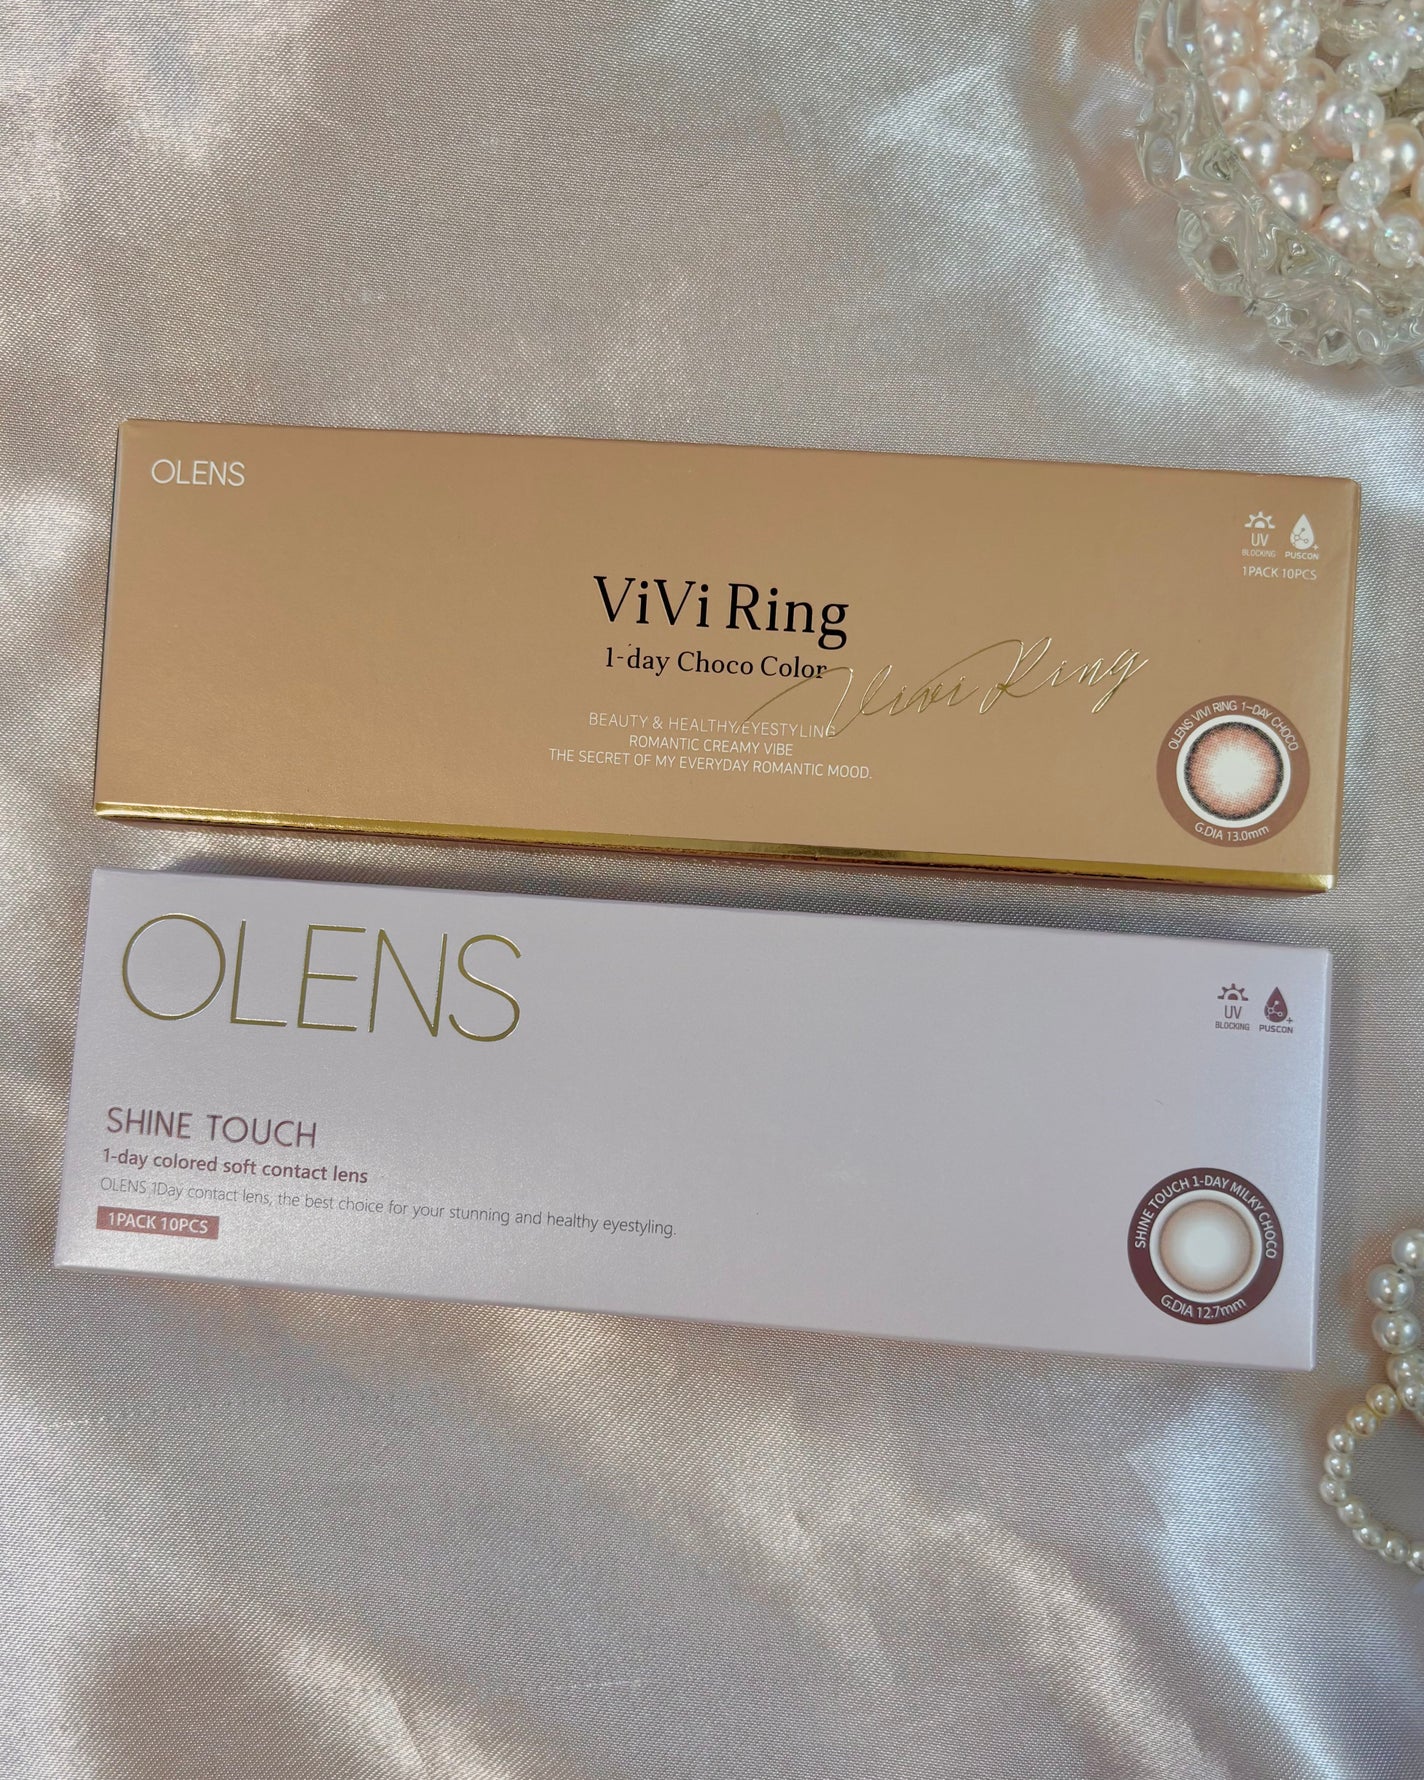 OLENS
UV
BLOCKING
PUSCON
1PACK 10PCS
ViVi Ring
1-day Choco Color
ViVi Ring
BEAUTY & HEALTHY EYESTYLING
ROMANTIC CREAMY VIBE
THE SECRET OF MY EVERYDAY ROMANTIC MOOD.
OLENS VIVI RING 1-DAY CHOCO
G.DIA 13.0mm
OLENS
UV
BLOCKING
PUSCON
SHINE TOUCH
1-day colored soft contact lens
OLENS 1Day contact lens, the best choice for your stunning and healthy eyestyling.
1PACK 10PCS
SHINE TOUCH 1-DAY MILKY CHOCO
G.DIA 12.7mm